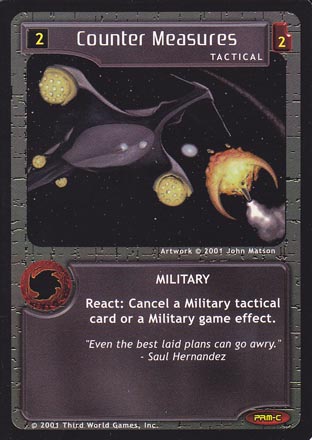 2 Counter Measures 2
TACTICAL
Artwork © 2001 John Matson
MILITARY
React: Cancel a Military tactical
card or a Military game effect.
"Even the best laid plans can go awry."
- Saul Hernandez
PRM-C
© 2001 Third World Games, Inc.